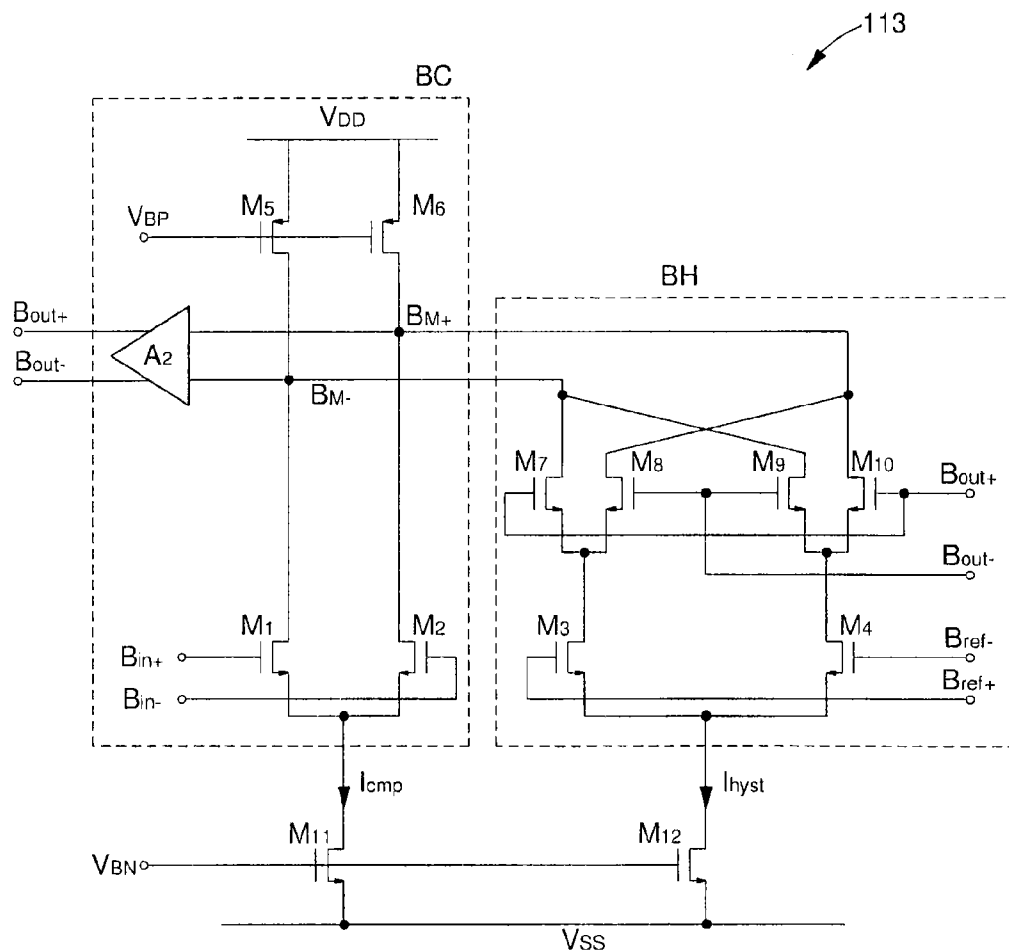 113
BC
VDD
M5
M6
VBP
BH
Bout+
BM+
A2
Bout-
BM-
M7
M8
M9
M10
Bout+
Bout-
M1
M2
M3
M4
Bin+
Bref-
Bin-
Bref+
Icmp
Ihyst
M11
M12
VBN
VSS